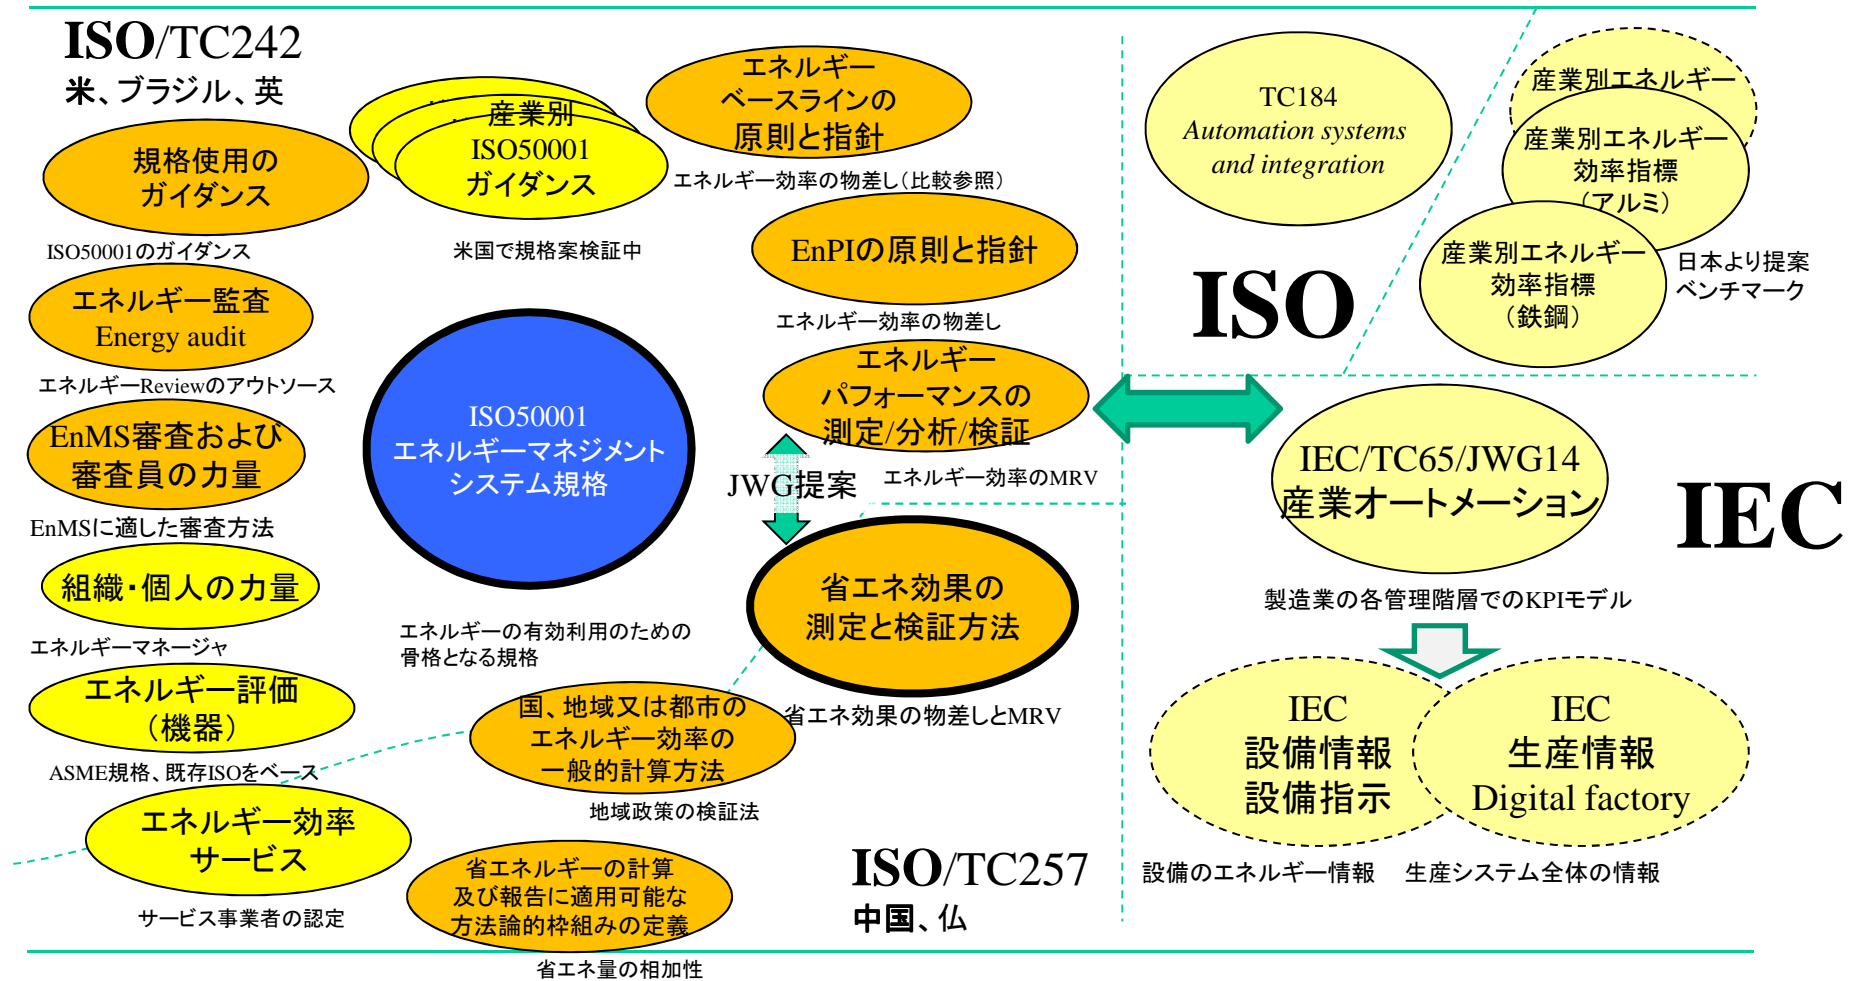 ISO/TC242
米、ブラジル、英
規格使用の
ガイダンス
ISO50001のガイダンス
エネルギー監査
Energy audit
エネルギーReviewのアウトソース
EnMS審査および
審査員の力量
EnMSに適した審査方法
組織・個人の力量
エネルギーマネージャ
エネルギー評価
（機器）
ASME規格、既存ISOをベース
エネルギー効率
サービス
サービス事業者の認定
産業別
ISO50001
ガイダンス
米国で規格案検証中
ISO50001
エネルギーマネジメント
システム規格
エネルギーの有効利用のための
骨格となる規格
エネルギー
ベースラインの
原則と指針
エネルギー効率の物差し（比較参照）
EnPIの原則と指針
エネルギー効率の物差し
エネルギー
パフォーマンスの
測定/分析/検証
エネルギー効率のMRV
JWG提案
省エネ効果の
測定と検証方法
省エネ効果の物差しとMRV
国、地域又は都市の
エネルギー効率の
一般的計算方法
地域政策の検証法
省エネルギーの計算
及び報告に適用可能な
方法論的枠組みの定義
省エネ量の相加性
ISO/TC257
中国、仏
TC184
Automation systems
and integration
ISO
産業別エネルギー
産業別エネルギー
効率指標
（アルミ）
産業別エネルギー
効率指標
（鉄鋼）
日本より提案
ベンチマーク
IEC/TC65/JWG14
産業オートメーション
IEC
製造業の各管理階層でのKPIモデル
IEC
設備情報
設備指示
設備のエネルギー情報
IEC
生産情報
Digital factory
生産システム全体の情報